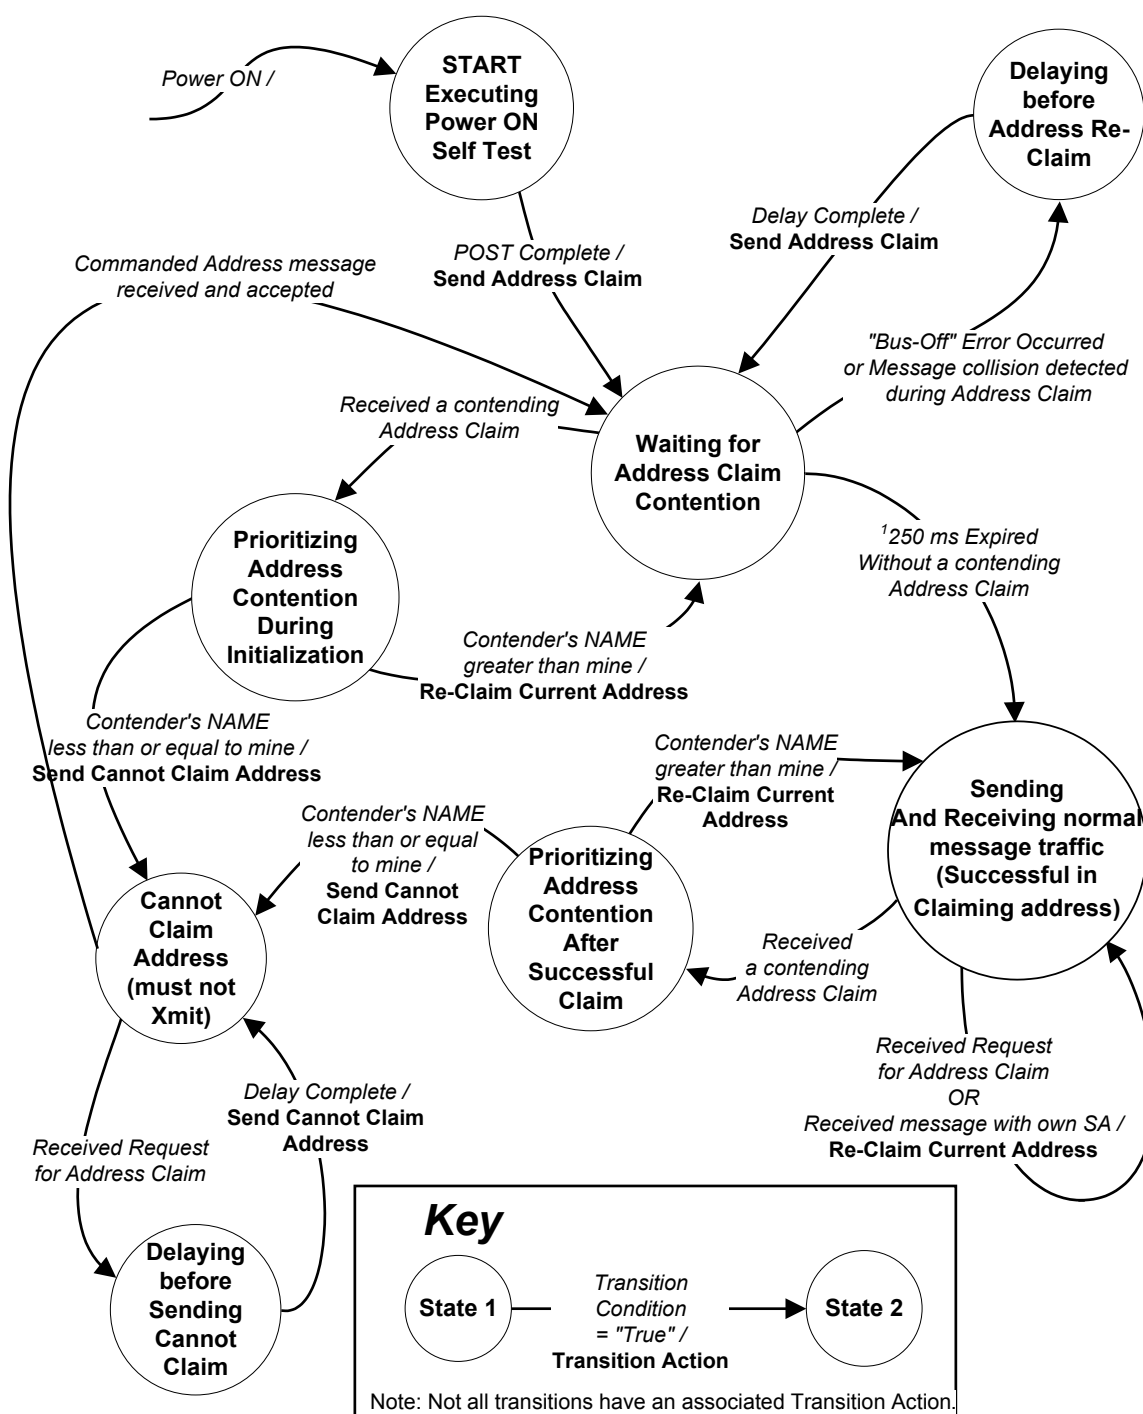 Power ON /
START
Executing
Power ON
Self Test
Delaying
before
Address Re-
Claim
Delay Complete /
Send Address Claim
POST Complete /
Send Address Claim
Commanded Address message
received and accepted
"Bus-Off" Error Occurred
or Message collision detected
during Address Claim
Received a contending
Address Claim
Waiting for
Address Claim
Contention
1250 ms Expired
Without a contending
Address Claim
Prioritizing
Address
Contention
During
Initialization
Contender's NAME
greater than mine /
Re-Claim Current Address
Contender's NAME
less than or equal to mine /
Send Cannot Claim Address
Contender's NAME
greater than mine /
Re-Claim Current
Address
Sending
And Receiving normal
message traffic
(Successful in
Claiming address)
Contender's NAME
less than or equal
to mine /
Send Cannot
Claim Address
Prioritizing
Address
Contention
After
Successful
Claim
Cannot
Claim
Address
(must not
Xmit)
Received
a contending
Address Claim
Received Request
for Address Claim
OR
Received message with own SA /
Re-Claim Current Address
Delay Complete /
Send Cannot Claim
Address
Received Request
for Address Claim
Delaying
before
Sending
Cannot
Claim
Key
State 1
Transition
Condition
= "True" /
Transition Action
State 2
Note: Not all transitions have an associated Transition Action.